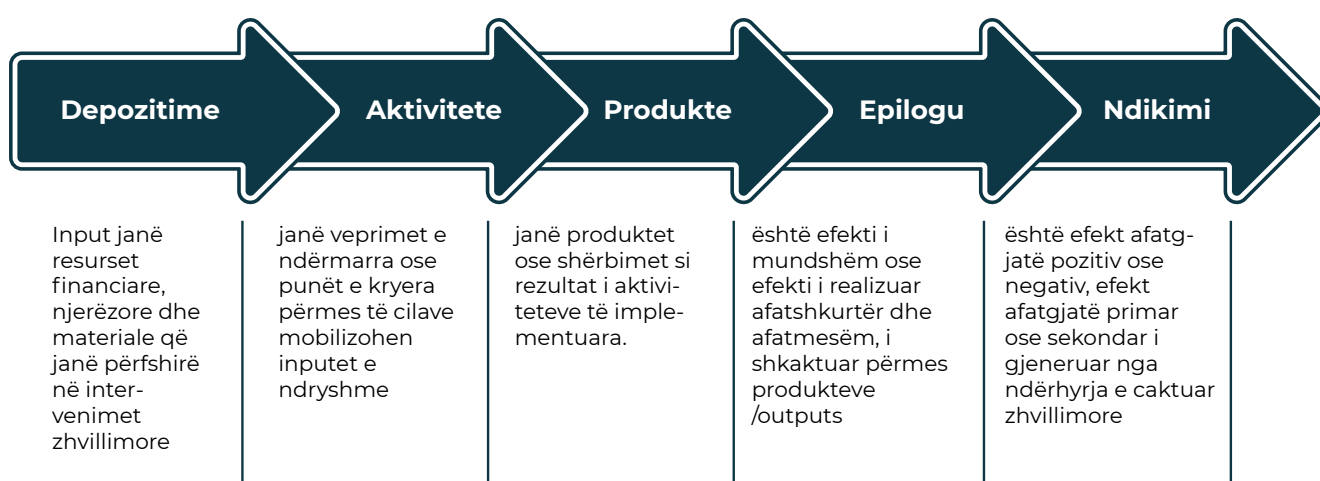 Depozitime
Aktivitete
Produkte
Epilogu
Ndikimi
Input janë
resurset
financiare,
njerëzore dhe
materiale që
janë përfshirë
në inter-
venimet
zhvillimore
janë veprimet e
ndërmarra ose
punët e kryera
përmes të cilave
mobilizohen
inputet e
ndryshme
janë produktet
ose shërbimet si
rezultat i aktivi-
teteve të imple-
mentuara.
është efekti i
mundshëm ose
efekti i realizuar
afatshkurtër dhe
afatmesëm, i
shkaktuar përmes
produkteve
/outputs
është efekt afatg-
jatë pozitiv ose
negativ, efekt
afatgjatë primar
ose sekondar i
gjeneruar nga
ndërhyrja e caktuar
zhvillimore